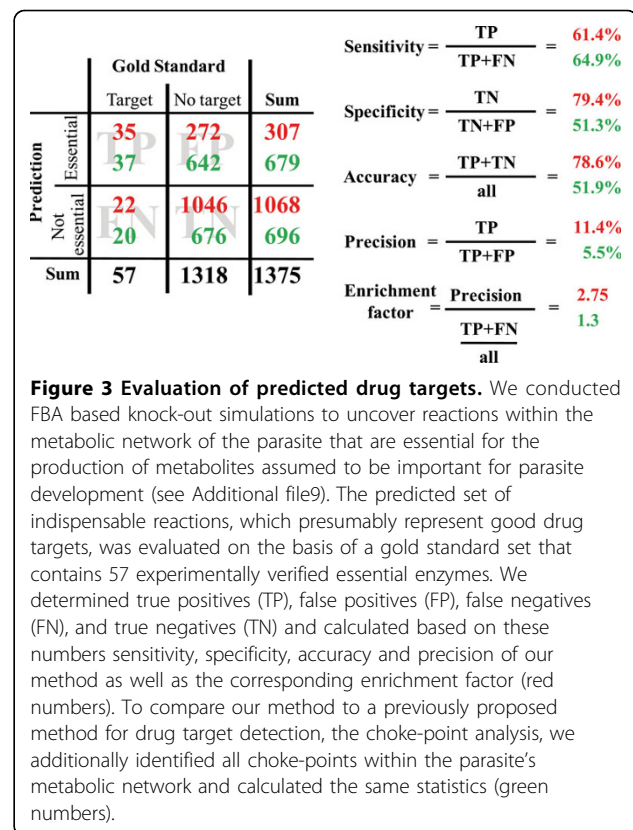 Gold Standard
Target No target Sum
Prediction
Essential
TP FP
35 272 307
37 642 679
Not essential
FN TN
22 1046 1068
20 676 696
Sum 57 1318 1375
Sensitivity = TP / TP+FN = 61.4% 64.9%
Specificity = TN / TN+FP = 79.4% 51.3%
Accuracy = TP+TN / all = 78.6% 51.9%
Precision = TP / TP+FP = 11.4% 5.5%
Enrichment factor = Precision / TP+FN / all = 2.75 1.3
Figure 3 Evaluation of predicted drug targets. We conducted
FBA based knock-out simulations to uncover reactions within the
metabolic network of the parasite that are essential for the
production of metabolites assumed to be important for parasite
development (see Additional file9). The predicted set of
indispensable reactions, which presumably represent good drug
targets, was evaluated on the basis of a gold standard set that
contains 57 experimentally verified essential enzymes. We
determined true positives (TP), false positives (FP), false negatives
(FN), and true negatives (TN) and calculated based on these
numbers sensitivity, specificity, accuracy and precision of our
method as well as the corresponding enrichment factor (red
numbers). To compare our method to a previously proposed
method for drug target detection, the choke-point analysis, we
additionally identified all choke-points within the parasite's
metabolic network and calculated the same statistics (green
numbers).